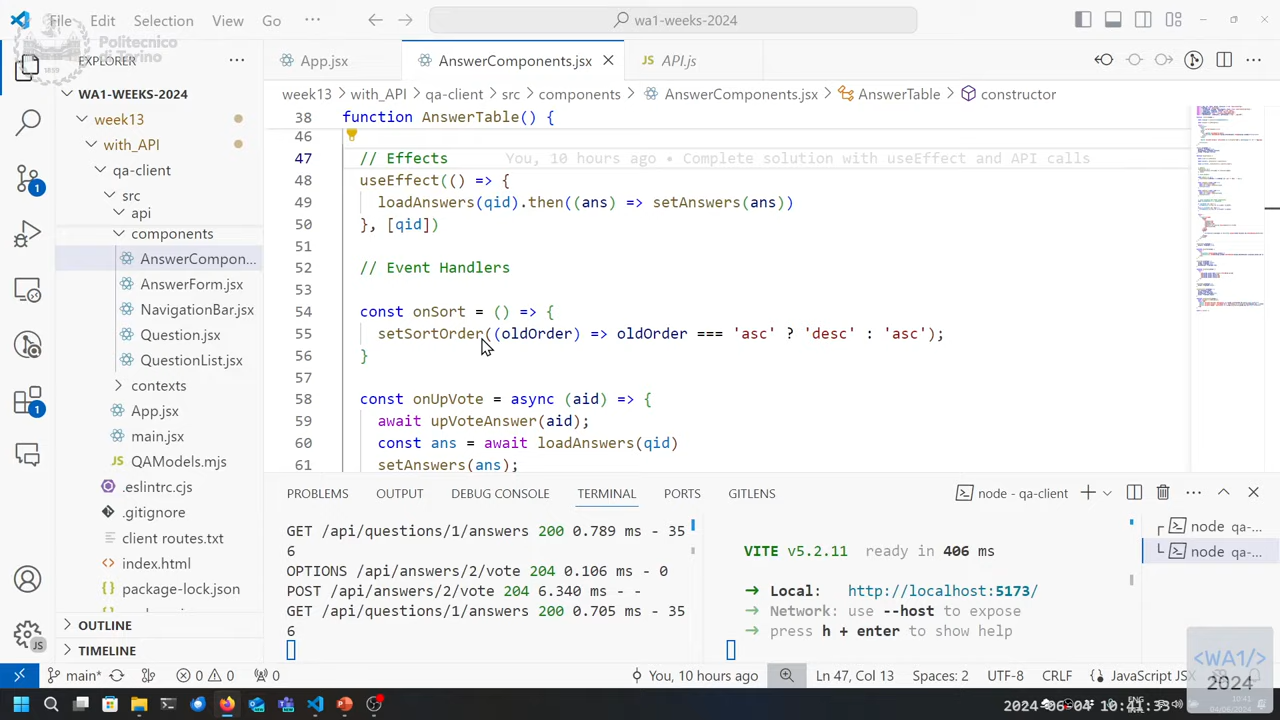 File Edit Selection View Go ··· wa1-weeks-2024
Politecnico
di Torino
EXPLORER ···
App.jsx AnswerComponents.jsx API.js
WA1-WEEKS-2024
week13 > with_API > qa-client > src > components > AnswerComponents.jsx > AnswerTable > constructor
week13
with_API
qa-client
src
api
components
AnswerCompon...
AnswerForm.jsx
NavigationBar.jsx
Question.jsx
QuestionList.jsx
contexts
App.jsx
main.jsx
QAModels.mjs
.eslintrc.cjs
.gitignore
client routes.txt
index.html
package-lock.json
OUTLINE
TIMELINE
38 function AnswerTable() {
46
47 // Effects 10 hours ago • Complete useEffect and API Calls
48 useEffect(() => {
49 loadAnswers(qid).then((ans) => setAnswers(ans))
50 }, [qid])
51
52 // Event Handlers
53
54 const onSort = () => {
55 setSortOrder((oldOrder) => oldOrder === 'asc' ? 'desc' : 'asc');
56 }
57
58 const onUpVote = async (aid) => {
59 await upVoteAnswer(aid);
60 const ans = await loadAnswers(qid)
61 setAnswers(ans);
PROBLEMS OUTPUT DEBUG CONSOLE TERMINAL PORTS GITLENS node - qa-client
GET /api/questions/1/answers 200 0.789 ms - 35
6
OPTIONS /api/answers/2/vote 204 0.106 ms - 0
POST /api/answers/2/vote 204 6.340 ms - -
GET /api/questions/1/answers 200 0.705 ms - 35
6
VITE v5.2.11 ready in 406 ms
➜ Local: http://localhost:5173/
➜ Network: use --host to expose
➜ press h + enter to show help
node qa-...
node qa-...
main* 0 0 0 You, 10 hours ago Ln 47, Col 13 Spaces: 2 UTF-8 CRLF {} JavaScript JSX
<WA1/>
2024
2024-06-04 10:41:35